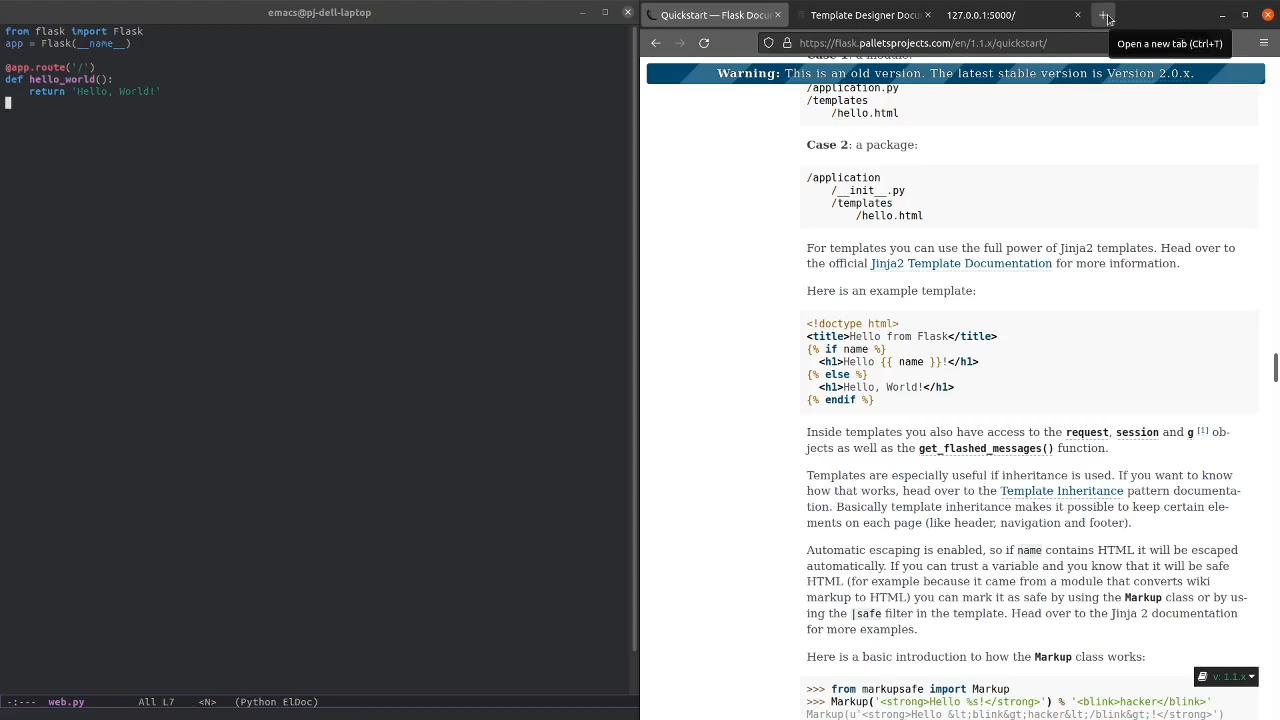 emacs@pj-dell-laptop
from flask import Flask
app = Flask(__name__)
@app.route('/')
def hello_world():
    return 'Hello, World!'
-:---  web.py         All L7    <N>   (Python ElDoc)
Quickstart — Flask Docu
Template Designer Docu
127.0.0.1:5000/
https://flask.palletsprojects.com/en/1.1.x/quickstart/
Open a new tab (Ctrl+T)
Warning: This is an old version. The latest stable version is Version 2.0.x.
/application.py
/templates
    /hello.html
Case 2: a package:
/application
    /__init__.py
    /templates
        /hello.html
For templates you can use the full power of Jinja2 templates. Head over to
the official Jinja2 Template Documentation for more information.
Here is an example template:
<!doctype html>
<title>Hello from Flask</title>
{% if name %}
  <h1>Hello {{ name }}!</h1>
{% else %}
  <h1>Hello, World!</h1>
{% endif %}
Inside templates you also have access to the request, session and g [1] ob-
jects as well as the get_flashed_messages() function.
Templates are especially useful if inheritance is used. If you want to know
how that works, head over to the Template Inheritance pattern documenta-
tion. Basically template inheritance makes it possible to keep certain ele-
ments on each page (like header, navigation and footer).
Automatic escaping is enabled, so if name contains HTML it will be escaped
automatically. If you can trust a variable and you know that it will be safe
HTML (for example because it came from a module that converts wiki
markup to HTML) you can mark it as safe by using the Markup class or by us-
ing the |safe filter in the template. Head over to the Jinja 2 documentation
for more examples.
Here is a basic introduction to how the Markup class works:
v: 1.1.x
>>> from markupsafe import Markup
>>> Markup('<strong>Hello %s!</strong>') % '<blink>hacker</blink>'
Markup(u'<strong>Hello &lt;blink&gt;hacker&lt;/blink&gt;!</strong>')